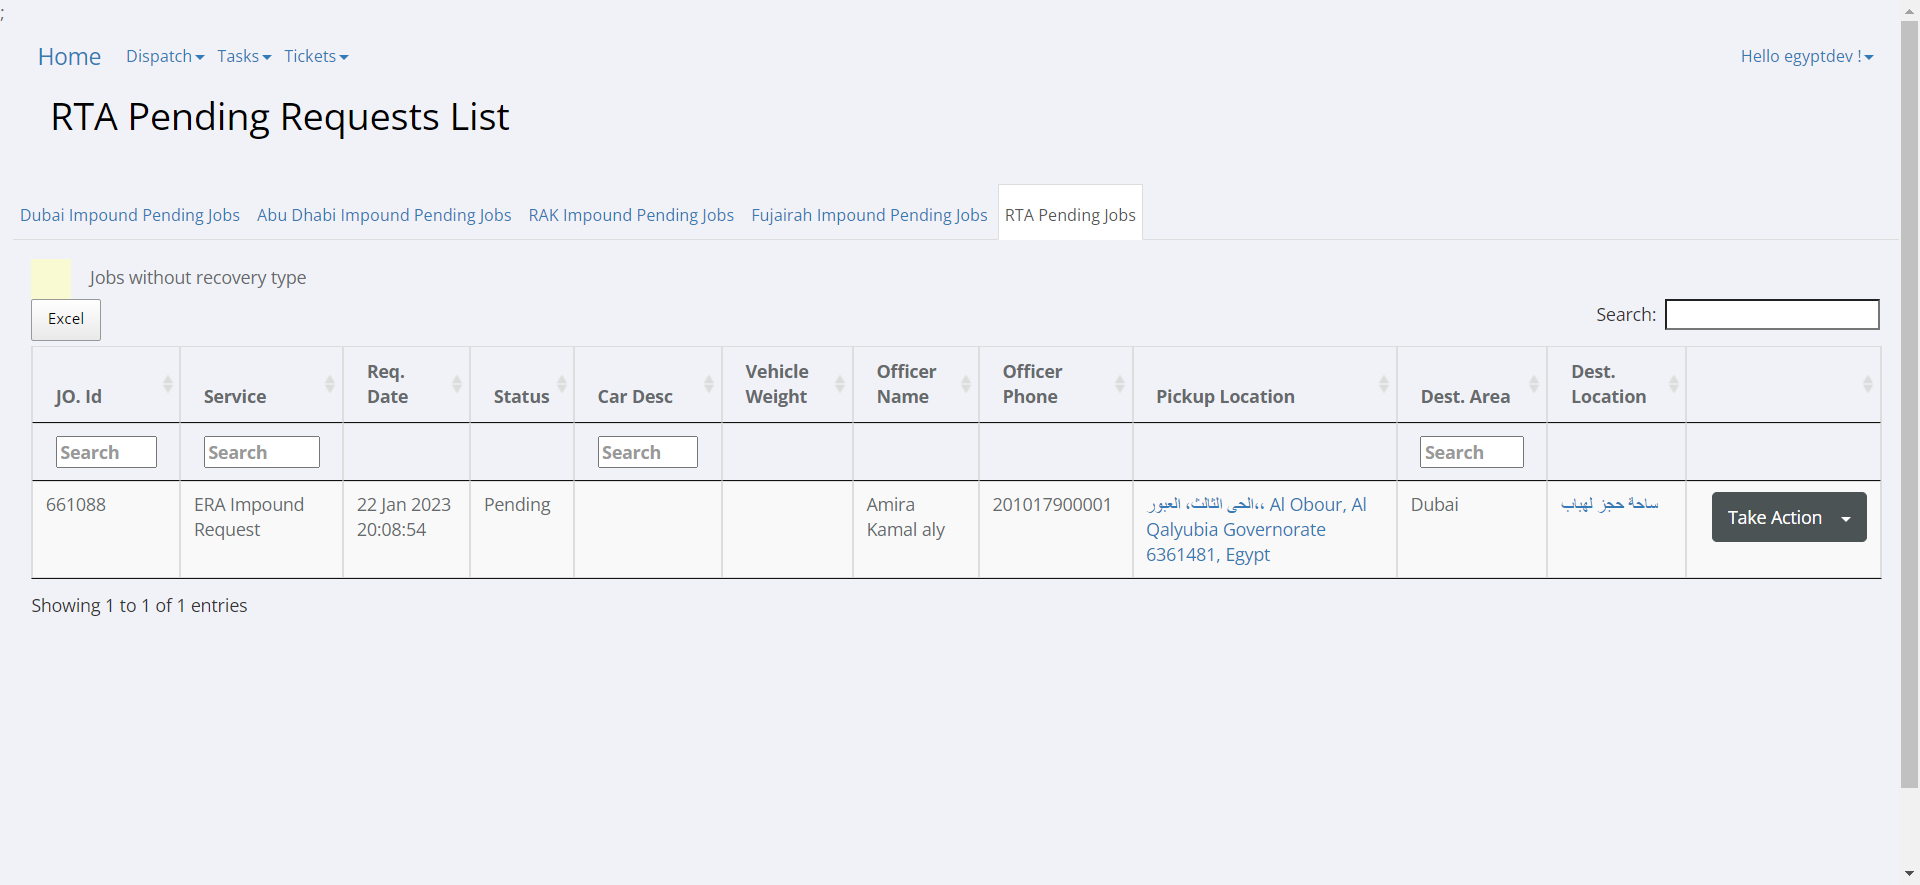 ;
Home Dispatch Tasks Tickets Hello egyptdev !
RTA Pending Requests List
Dubai Impound Pending Jobs Abu Dhabi Impound Pending Jobs RAK Impound Pending Jobs Fujairah Impound Pending Jobs RTA Pending Jobs
Jobs without recovery type
Excel
Search:
JO. Id
Service
Req.
Date
Status
Car Desc
Vehicle
Weight
Officer
Name
Officer
Phone
Pickup Location
Dest. Area
Dest.
Location
Search Search Search Search
661088
ERA Impound
Request
22 Jan 2023
20:08:54
Pending
Amira
Kamal aly
201017900001
الحى الثالث، العبور،، Al Obour, Al
Qalyubia Governorate
6361481, Egypt
Dubai
ساحة حجز لهباب
Take Action
Showing 1 to 1 of 1 entries